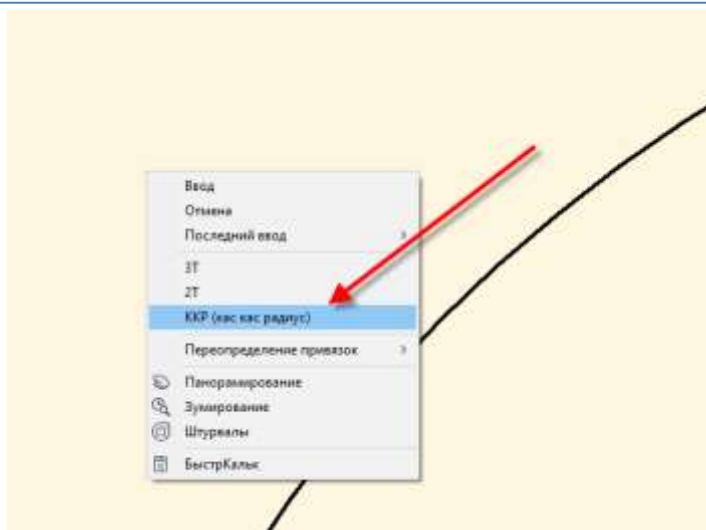 Ввод
Отмена
Последний ввод
3Т
2Т
ККР (кас кас радиус)
Переопределение привязок
Панорамирование
Зумирование
Штурвалы
БыстрКальк